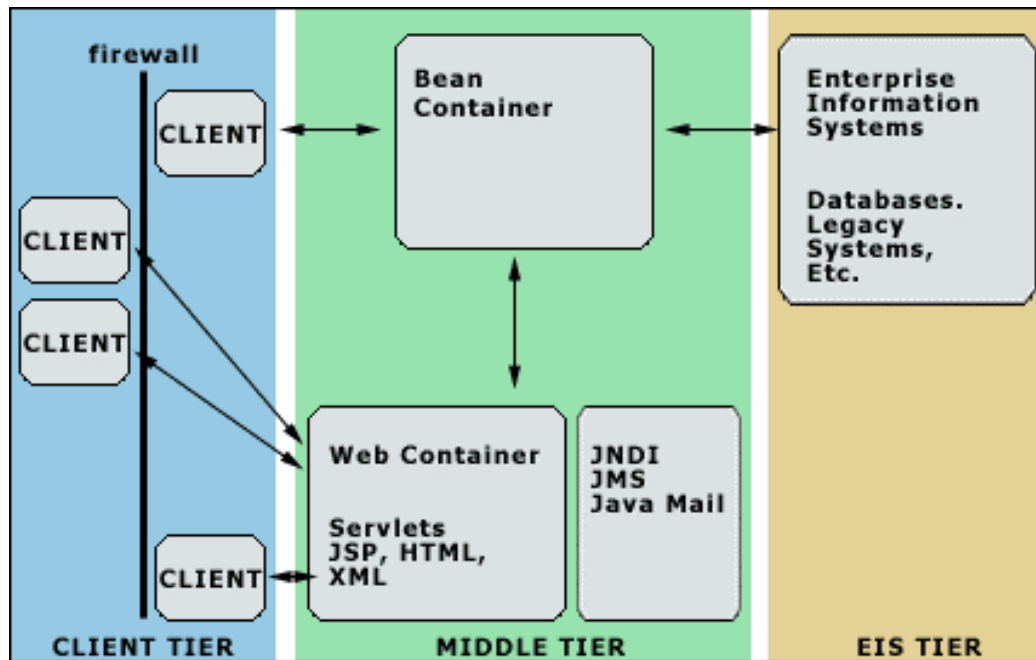 firewall
CLIENT
CLIENT
CLIENT
CLIENT
CLIENT TIER
Bean
Container
Web Container
Servlets
JSP, HTML,
XML
JNDI
JMS
Java Mail
MIDDLE TIER
Enterprise
Information
Systems
Databases.
Legacy
Systems,
Etc.
EIS TIER